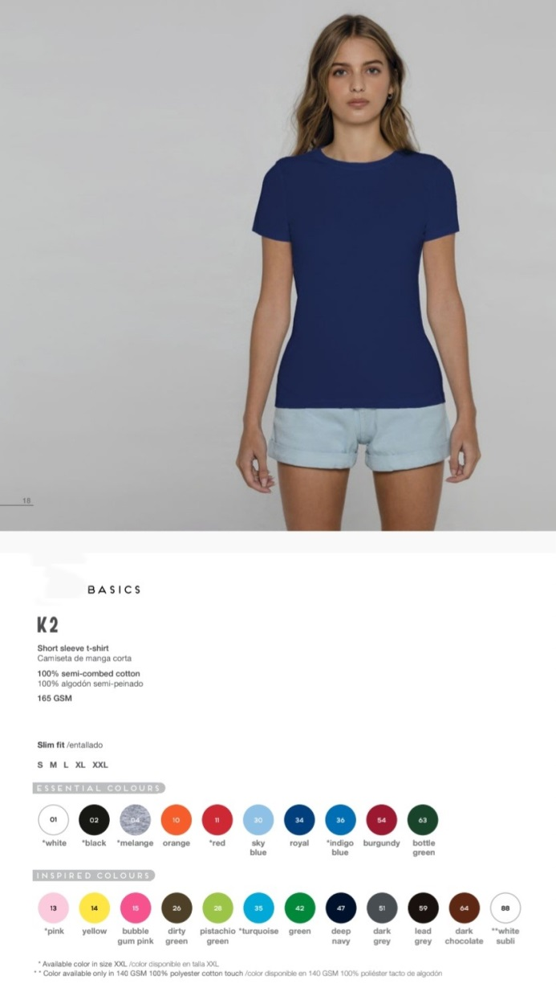 18
BASICS
K2
Short sleeve t-shirt
Camiseta de manga corta
100% semi-combed cotton
100% algodón semi-peinado
165 GSM
Slim fit /entallado
S M L XL XXL
ESSENTIAL COLOURS
01 02 04 10 11 30 34 36 54 63
*white *black *melange orange *red sky blue royal *indigo blue burgundy bottle green
INSPIRED COLOURS
13 14 15 26 28 35 42 47 51 59 64 88
*pink yellow bubble gum pink dirty green pistachio green *turquoise green deep navy dark grey lead grey dark chocolate **white subli
* Available color in size XXL /color disponible en talla XXL
* * Color available only in 140 GSM 100% polyester cotton touch /color disponible en 140 GSM 100% poliéster tacto de algodón